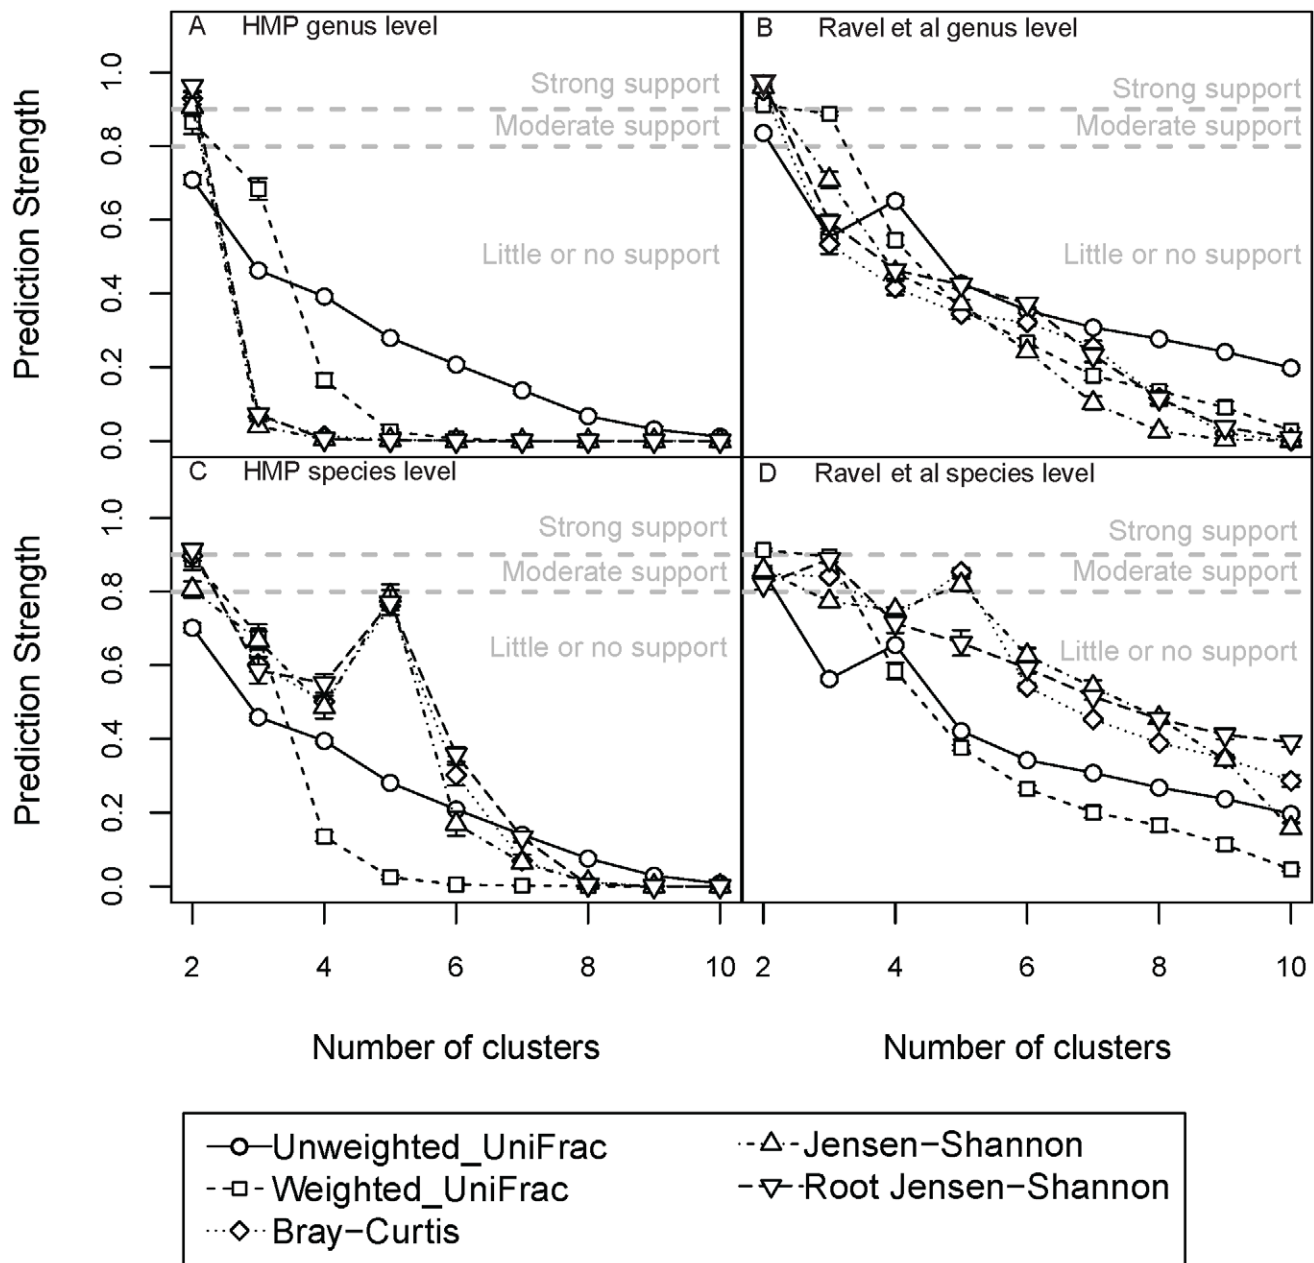 A HMP genus level
Strong support
Moderate support
Little or no support
Prediction Strength
0.0 0.2 0.4 0.6 0.8 1.0
B Ravel et al genus level
Strong support
Moderate support
Little or no support
C HMP species level
Strong support
Moderate support
Little or no support
Prediction Strength
0.0 0.2 0.4 0.6 0.8 1.0
D Ravel et al species level
Strong support
Moderate support
Little or no support
2 4 6 8 10
2 4 6 8 10
Number of clusters
Number of clusters
Unweighted_UniFrac
Weighted_UniFrac
Bray−Curtis
Jensen−Shannon
Root Jensen−Shannon